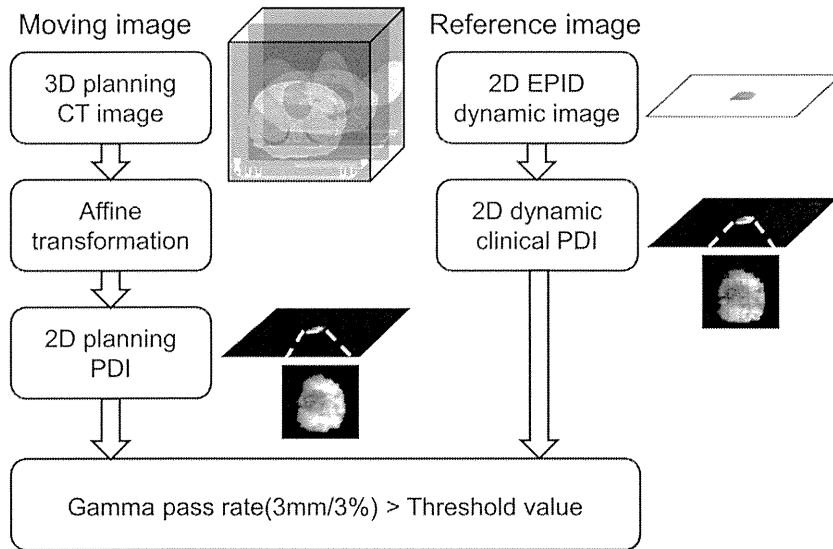 Moving image
Reference image
3D planning
CT image
2D EPID
dynamic image
Affine
transformation
2D dynamic
clinical PDI
2D planning
PDI
Gamma pass rate(3mm/3%) > Threshold value